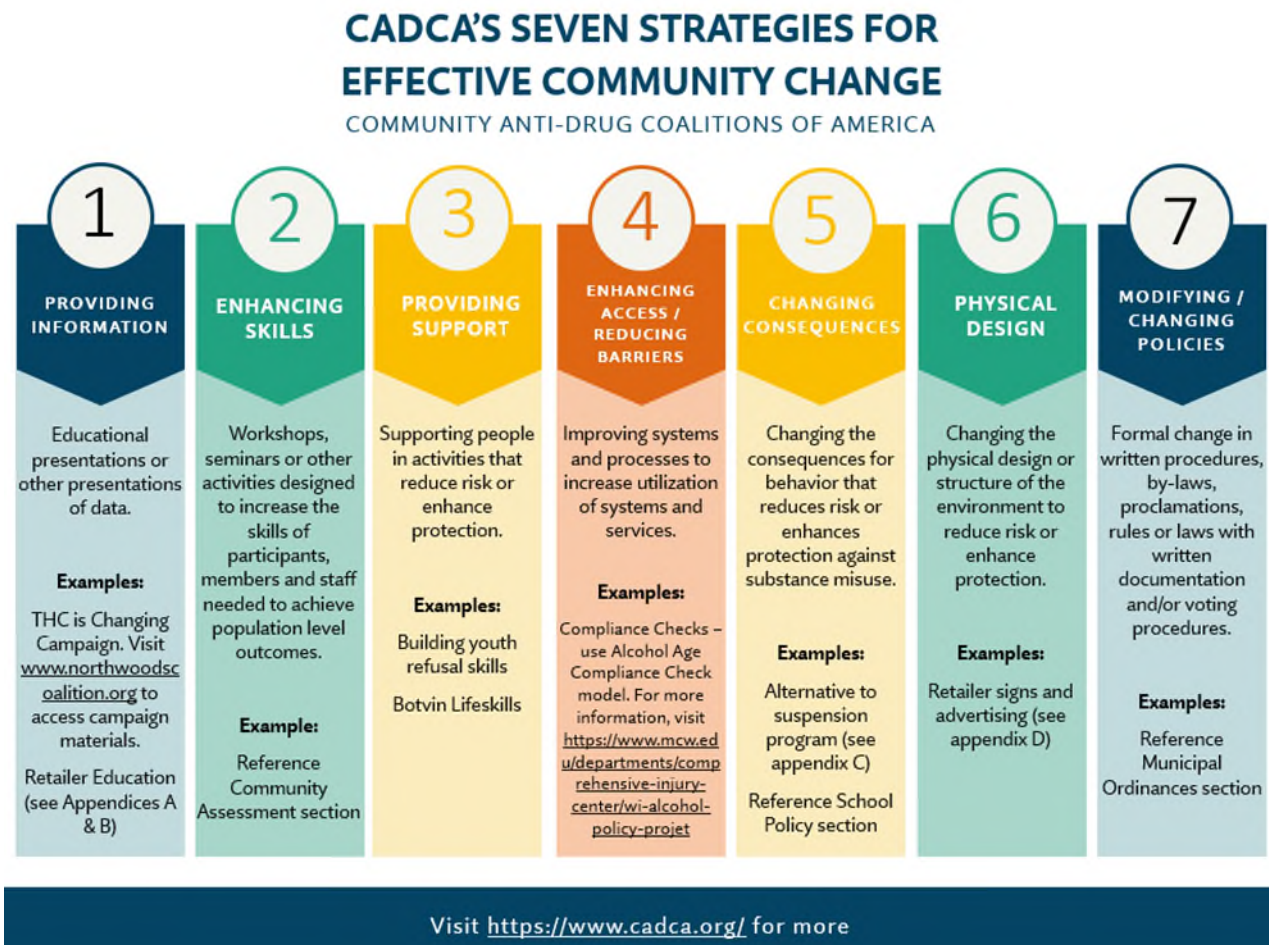 CADCA'S SEVEN STRATEGIES FOR
EFFECTIVE COMMUNITY CHANGE
COMMUNITY ANTI-DRUG COALITIONS OF AMERICA
1
PROVIDING
INFORMATION
Educational
presentations or
other presentations
of data.
Examples:
THC is Changing
Campaign. Visit
www.northwoodsc
oalition.org to
access campaign
materials.
Retailer Education
(see Appendices A
& B)
2
ENHANCING
SKILLS
Workshops,
seminars or other
activities designed
to increase the
skills of
participants,
members and staff
needed to achieve
population level
outcomes.
Example:
Reference
Community
Assessment section
3
PROVIDING
SUPPORT
Supporting people
in activities that
reduce risk or
enhance
protection.
Examples:
Building youth
refusal skills
Botvin Lifeskills
4
ENHANCING
ACCESS /
REDUCING
BARRIERS
Improving systems
and processes to
increase utilization
of systems and
services.
Examples:
Compliance Checks –
use Alcohol Age
Compliance Check
model. For more
information, visit
https://www.mcw.ed
u/departments/comp
rehensive-injury-
center/wi-alcohol-
policy-projet
5
CHANGING
CONSEQUENCES
Changing the
consequences for
behavior that
reduces risk or
enhances
protection against
substance misuse.
Examples:
Alternative to
suspension
program (see
appendix C)
Reference School
Policy section
6
PHYSICAL
DESIGN
Changing the
physical design or
structure of the
environment to
reduce risk or
enhance
protection.
Examples:
Retailer signs and
advertising (see
appendix D)
7
MODIFYING /
CHANGING
POLICIES
Formal change in
written procedures,
by-laws,
proclamations,
rules or laws with
written
documentation
and/or voting
procedures.
Examples:
Reference
Municipal
Ordinances section
Visit https://www.cadca.org/ for more